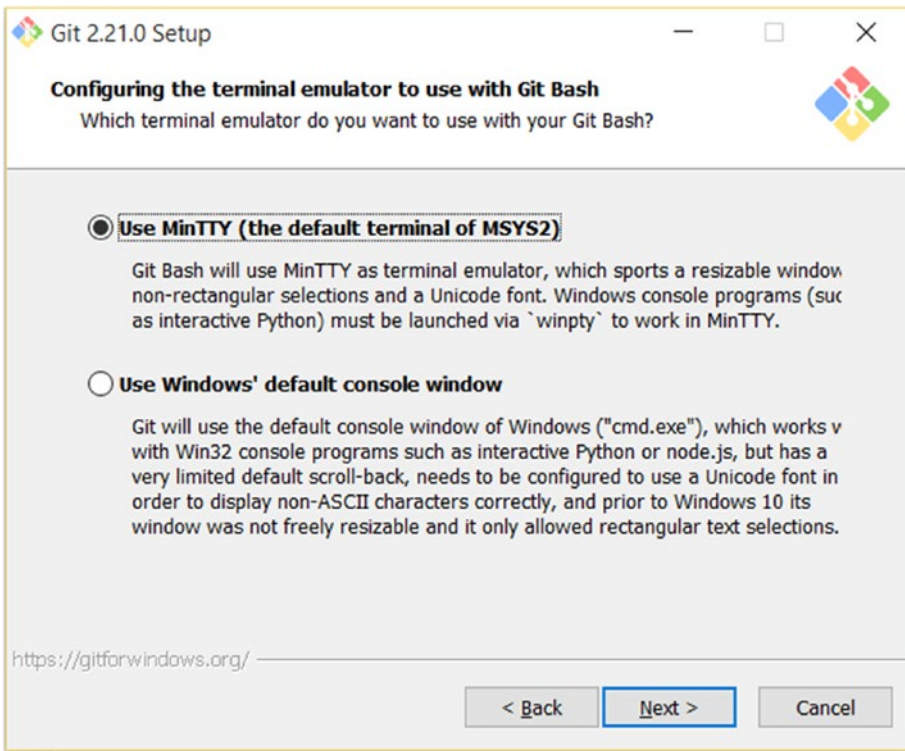 Git 2.21.0 Setup
Configuring the terminal emulator to use with Git Bash
Which terminal emulator do you want to use with your Git Bash?
Use MinTTY (the default terminal of MSYS2)
Git Bash will use MinTTY as terminal emulator, which sports a resizable window
non-rectangular selections and a Unicode font. Windows console programs (suc
as interactive Python) must be launched via `winpty` to work in MinTTY.
Use Windows' default console window
Git will use the default console window of Windows ("cmd.exe"), which works
with Win32 console programs such as interactive Python or node.js, but has a
very limited default scroll-back, needs to be configured to use a Unicode font in
order to display non-ASCII characters correctly, and prior to Windows 10 its
window was not freely resizable and it only allowed rectangular text selections.
https://gitforwindows.org/
< Back Next > Cancel